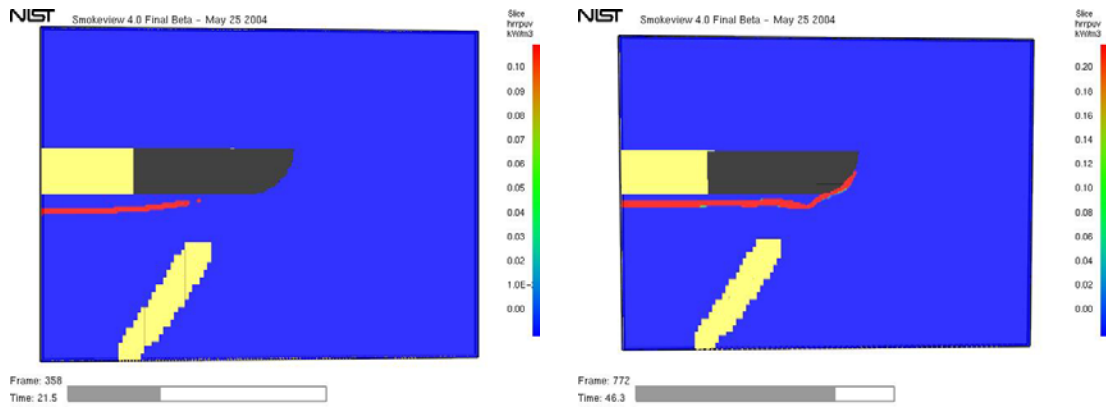 NIST Smokeview 4.0 Final Beta - May 25 2004
Slice
hrrpuv
kW/m3
0.10
0.09
0.08
0.07
0.06
0.05
0.04
0.03
0.02
1.0E-
0.00
Frame: 358
Time: 21.5
NIST Smokeview 4.0 Final Beta - May 25 2004
Slice
hrrpuv
kW/m3
0.20
0.18
0.16
0.14
0.12
0.10
0.08
0.06
0.04
0.02
0.00
Frame: 772
Time: 46.3